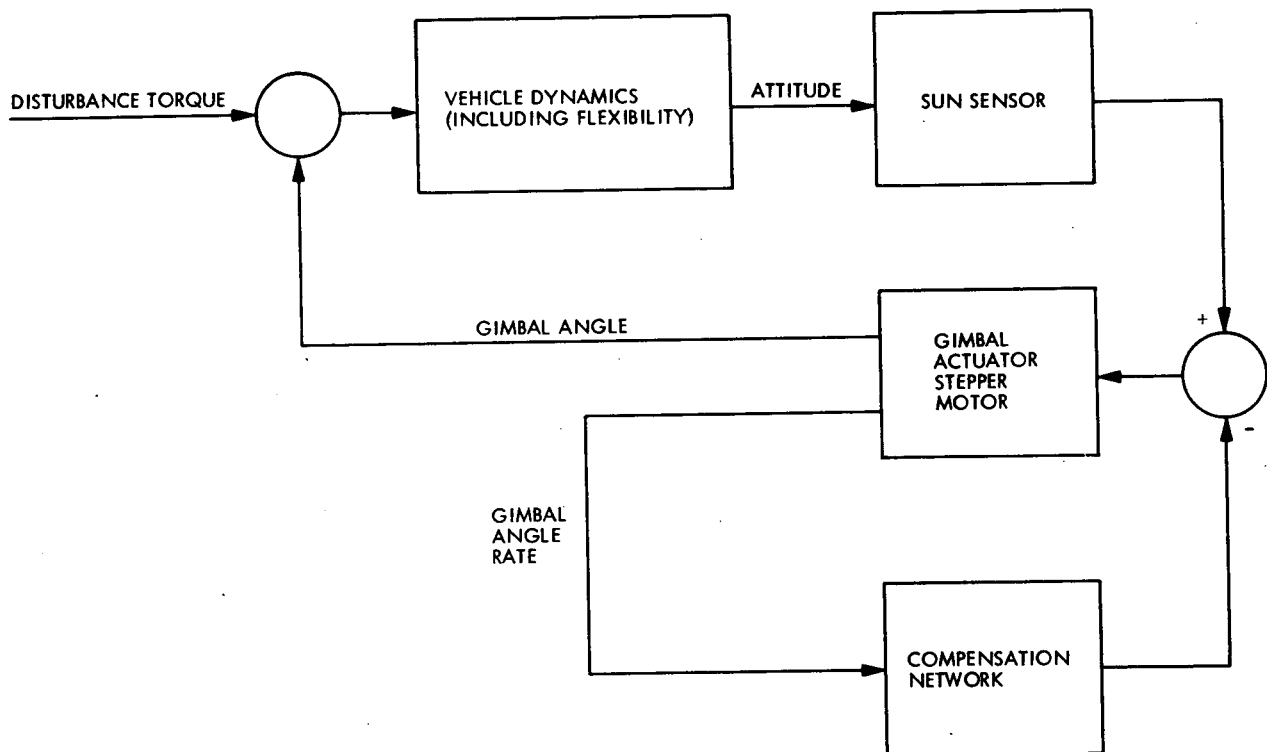 DISTURBANCE TORQUE
VEHICLE DYNAMICS
(INCLUDING FLEXIBILITY)
ATTITUDE
SUN SENSOR
GIMBAL ANGLE
GIMBAL
ACTUATOR
STEPPER
MOTOR
+
-
GIMBAL
ANGLE
RATE
COMPENSATION
NETWORK